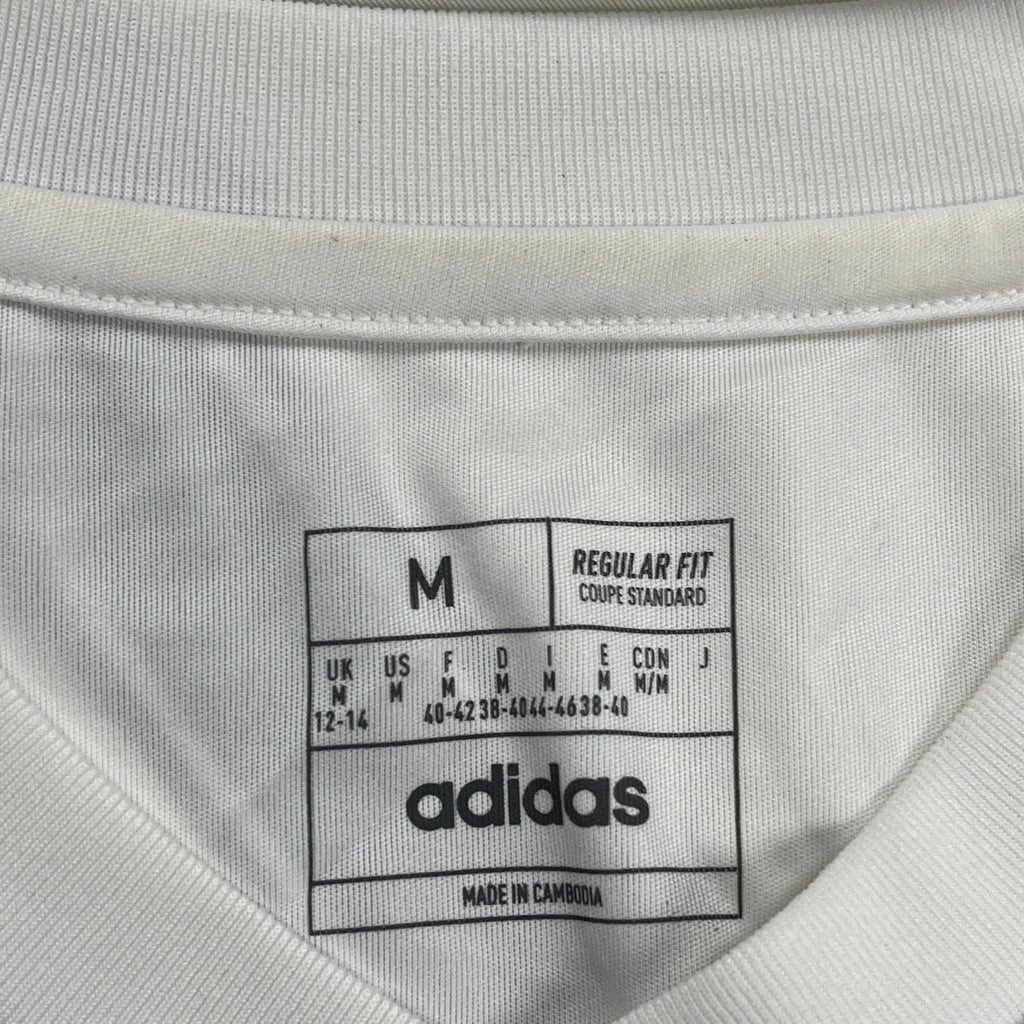 M
REGULAR FIT
COUPE STANDARD
UK US F D I E CDN J
M M M M M M M/M
12-14 40-42 38-40 44-46 38-40
adidas
MADE IN CAMBODIA